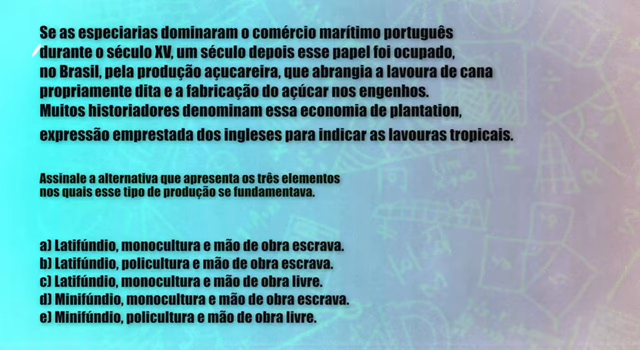 Se as especiarias dominaram o comércio marítimo português
durante o século XV, um século depois esse papel foi ocupado,
no Brasil, pela produção açucareira, que abrangia a lavoura de cana
propriamente dita e a fabricação do açúcar nos engenhos.
Muitos historiadores denominam essa economia de plantation,
expressão emprestada dos ingleses para indicar as lavouras tropicais.
Assinale a alternativa que apresenta os três elementos
nos quais esse tipo de produção se fundamentava.
a) Latifúndio, monocultura e mão de obra escrava.
b) Latifúndio, policultura e mão de obra escrava.
c) Latifúndio, monocultura e mão de obra livre.
d) Minifúndio, monocultura e mão de obra escrava.
e) Minifúndio, policultura e mão de obra livre.